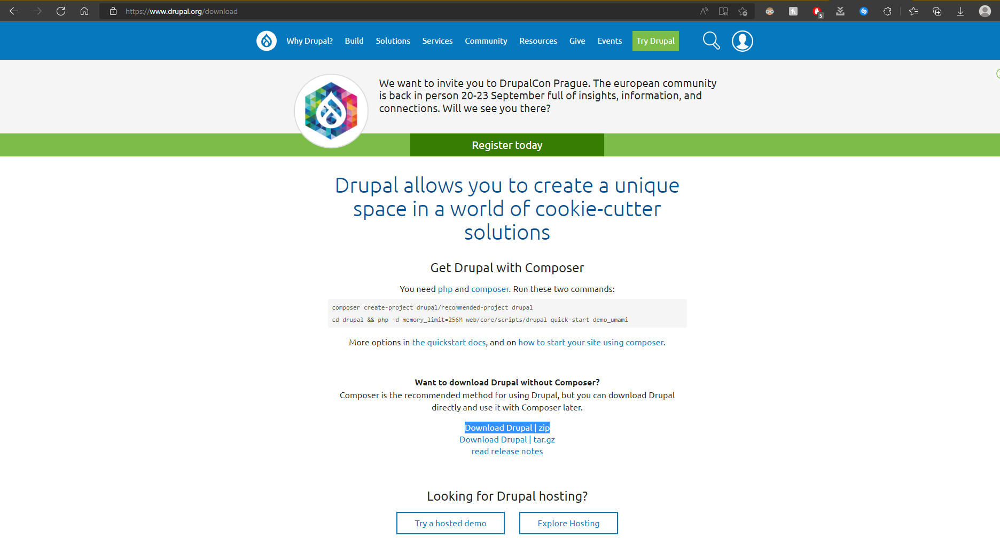 https://www.drupal.org/download
5
Why Drupal? Build Solutions Services Community Resources Give Events Try Drupal
We want to invite you to DrupalCon Prague. The european community
is back in person 20-23 September full of insights, information, and
connections. Will we see you there?
Register today
Drupal allows you to create a unique
space in a world of cookie-cutter
solutions
Get Drupal with Composer
You need php and composer. Run these two commands:
composer create-project drupal/recommended-project drupal
cd drupal && php -d memory_limit=256M web/core/scripts/drupal quick-start demo_umami
More options in the quickstart docs, and on how to start your site using composer.
Want to download Drupal without Composer?
Composer is the recommended method for using Drupal, but you can download Drupal
directly and use it with Composer later.
Download Drupal | zip
Download Drupal | tar.gz
read release notes
Looking for Drupal hosting?
Try a hosted demo Explore Hosting